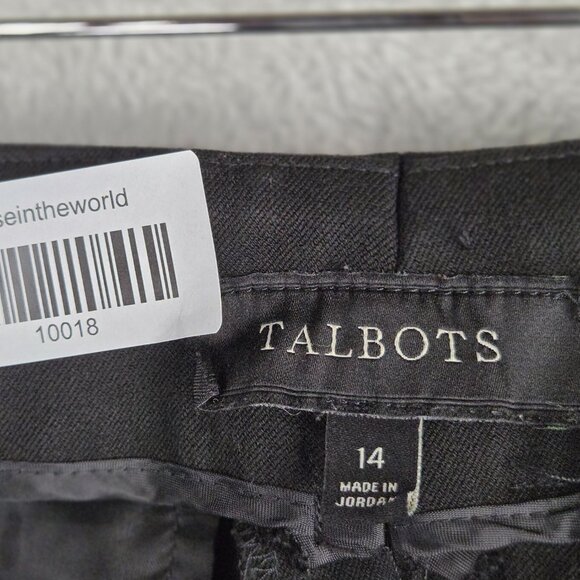 seintheworld
10018
TALBOTS
14
MADE IN
JORDAN